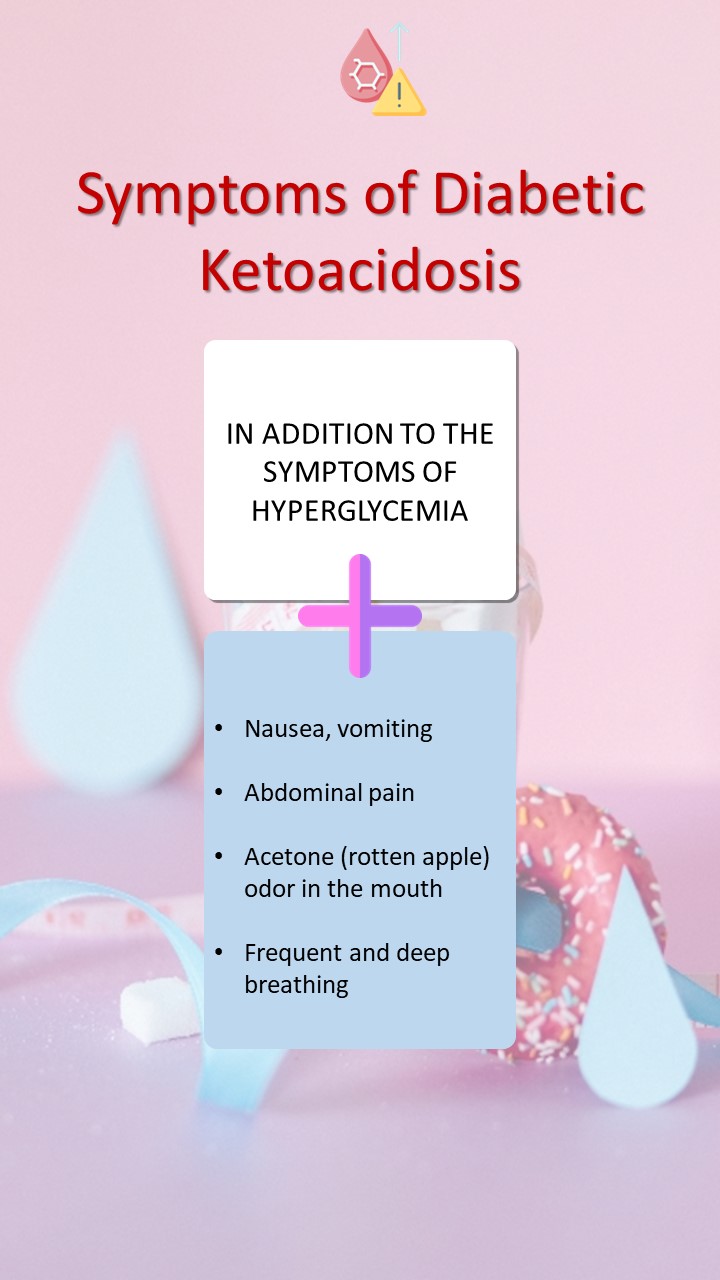 Symptoms of Diabetic
Ketoacidosis
IN ADDITION TO THE
SYMPTOMS OF
HYPERGLYCEMIA
• Nausea, vomiting
• Abdominal pain
• Acetone (rotten apple)
odor in the mouth
• Frequent and deep
breathing